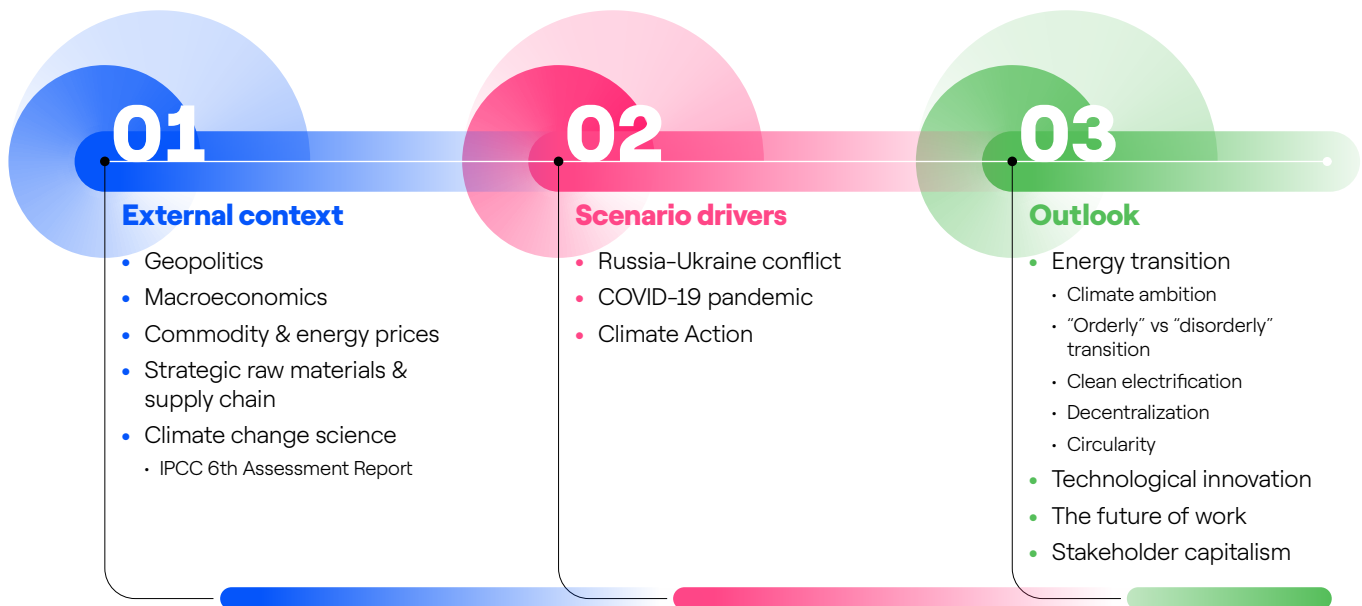 01
External context
• Geopolitics
• Macroeconomics
• Commodity & energy prices
• Strategic raw materials &
supply chain
• Climate change science
• IPCC 6th Assessment Report
02
Scenario drivers
• Russia-Ukraine conflict
• COVID-19 pandemic
• Climate Action
03
Outlook
• Energy transition
• Climate ambition
• “Orderly” vs “disorderly”
transition
• Clean electrification
• Decentralization
• Circularity
• Technological innovation
• The future of work
• Stakeholder capitalism